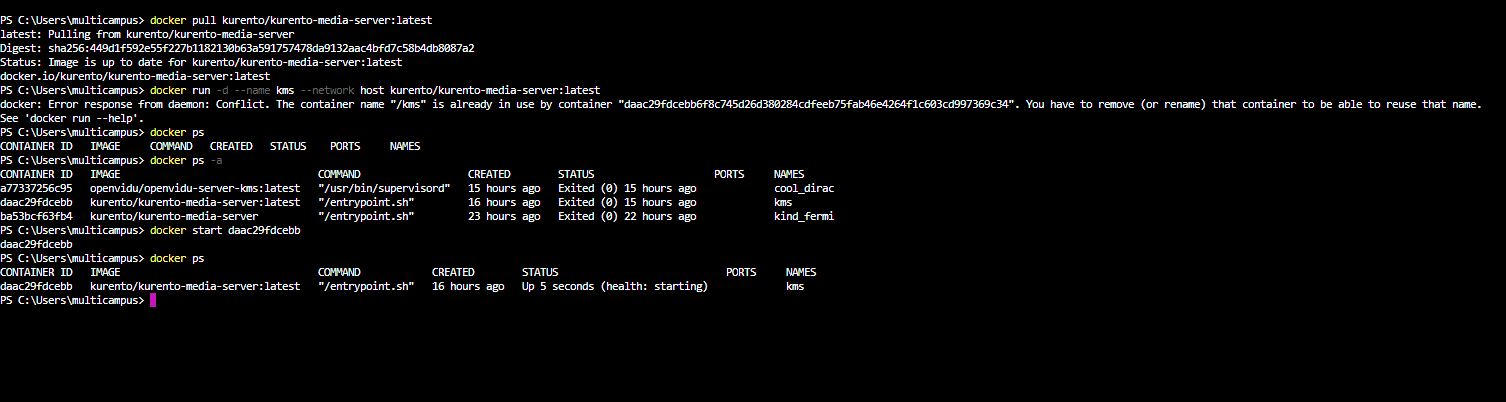 PS C:\Users\multicampus> docker pull kurento/kurento-media-server:latest
latest: Pulling from kurento/kurento-media-server
Digest: sha256:449d1f592e55f227b1182130b63a591757478da9132aac4bfd7c58b4db8087a2
Status: Image is up to date for kurento/kurento-media-server:latest
docker.io/kurento/kurento-media-server:latest
PS C:\Users\multicampus> docker run -d --name kms --network host kurento/kurento-media-server:latest
docker: Error response from daemon: Conflict. The container name "/kms" is already in use by container "daac29fdcebb6f8c745d26d380284cdfeeb75fab46e4264f1c603cd997369c34". You have to remove (or rename) that container to be able to reuse that name.
See 'docker run --help'.
PS C:\Users\multicampus> docker ps
CONTAINER ID   IMAGE     COMMAND   CREATED   STATUS    PORTS     NAMES
PS C:\Users\multicampus> docker ps -a
CONTAINER ID   IMAGE                                 COMMAND                  CREATED        STATUS                    PORTS     NAMES
a77337256c95   openvidu/openvidu-server-kms:latest   "/usr/bin/supervisord"   15 hours ago   Exited (0) 15 hours ago             cool_dirac
daac29fdcebb   kurento/kurento-media-server:latest   "/entrypoint.sh"         16 hours ago   Exited (0) 15 hours ago             kms
ba53bcf63fb4   kurento/kurento-media-server          "/entrypoint.sh"         23 hours ago   Exited (0) 22 hours ago             kind_fermi
PS C:\Users\multicampus> docker start daac29fdcebb
daac29fdcebb
PS C:\Users\multicampus> docker ps
CONTAINER ID   IMAGE                                 COMMAND            CREATED        STATUS                            PORTS     NAMES
daac29fdcebb   kurento/kurento-media-server:latest   "/entrypoint.sh"   16 hours ago   Up 5 seconds (health: starting)             kms
PS C:\Users\multicampus>